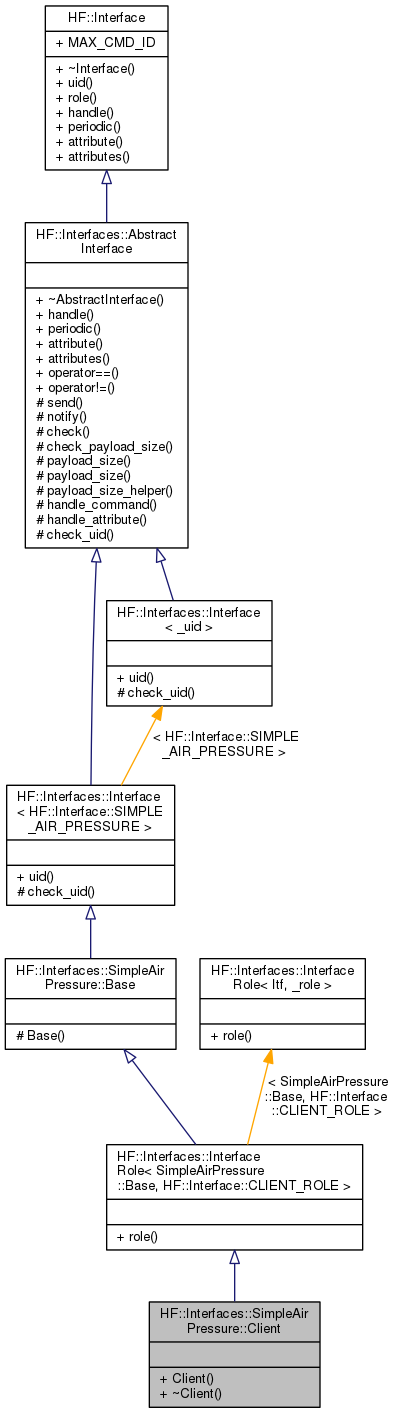 HF::Interface
+ MAX_CMD_ID
+ ~Interface()
+ uid()
+ role()
+ handle()
+ periodic()
+ attribute()
+ attributes()
HF::Interfaces::Abstract
Interface
+ ~AbstractInterface()
+ handle()
+ periodic()
+ attribute()
+ attributes()
+ operator==()
+ operator!=()
# send()
# notify()
# check()
# check_payload_size()
# payload_size()
# payload_size()
# payload_size_helper()
# handle_command()
# handle_attribute()
# check_uid()
HF::Interfaces::Interface
< _uid >
+ uid()
# check_uid()
< HF::Interface::SIMPLE
_AIR_PRESSURE >
HF::Interfaces::Interface
< HF::Interface::SIMPLE
_AIR_PRESSURE >
+ uid()
# check_uid()
HF::Interfaces::SimpleAir
Pressure::Base
# Base()
HF::Interfaces::Interface
Role< Itf, _role >
+ role()
< SimpleAirPressure
::Base, HF::Interface
::CLIENT_ROLE >
HF::Interfaces::Interface
Role< SimpleAirPressure
::Base, HF::Interface::CLIENT_ROLE >
+ role()
HF::Interfaces::SimpleAir
Pressure::Client
+ Client()
+ ~Client()